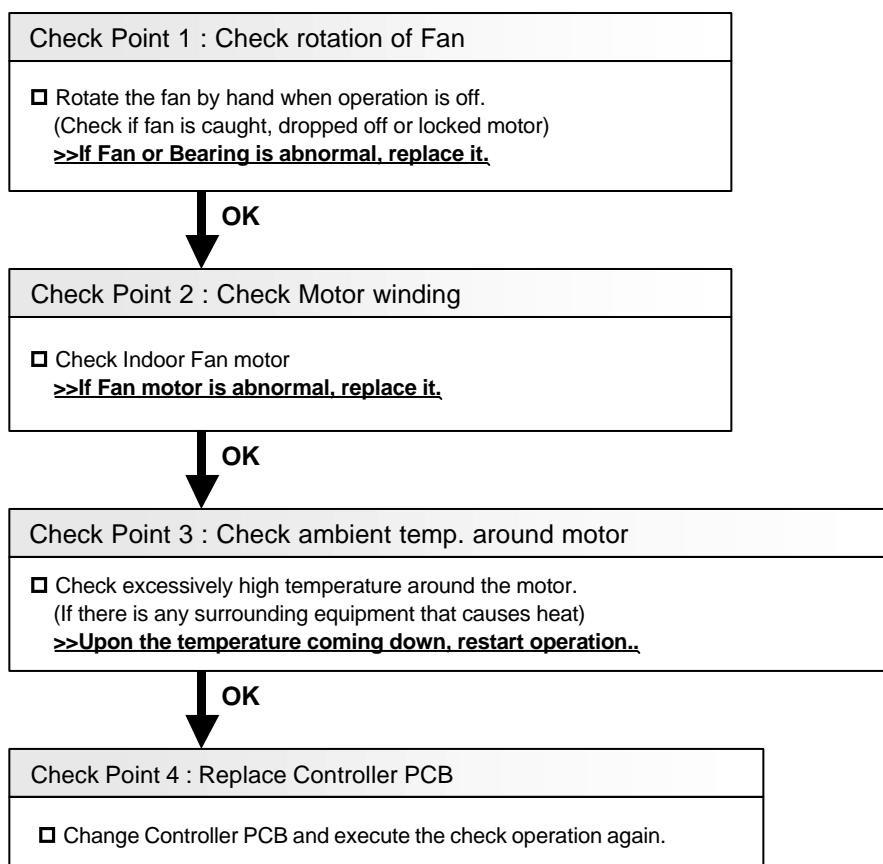 Check Point 1 : Check rotation of Fan
Rotate the fan by hand when operation is off.
(Check if fan is caught, dropped off or locked motor)
>>If Fan or Bearing is abnormal, replace it.
OK
Check Point 2 : Check Motor winding
Check Indoor Fan motor
>>If Fan motor is abnormal, replace it.
OK
Check Point 3 : Check ambient temp. around motor
Check excessively high temperature around the motor.
(If there is any surrounding equipment that causes heat)
>>Upon the temperature coming down, restart operation..
OK
Check Point 4 : Replace Controller PCB
Change Controller PCB and execute the check operation again.